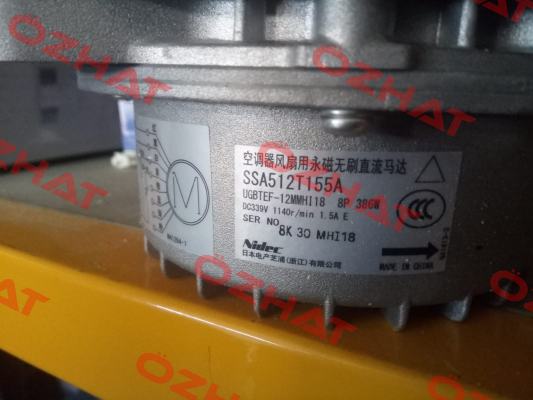 空调器风扇用永磁无刷直流马达
SSA512T155A
UGBTEF-12MMHI18 8P 380W
DC339V 1140r/min 1.5A E
SER NO
8K 30 MHI18
Nidec
日本电产芝浦(浙江)有限公司
CCC
MADE IN CHINA
M
OZHAT
OZHAT
OZHAT
OZHAT
OZHAT
OZHAT
OZHAT